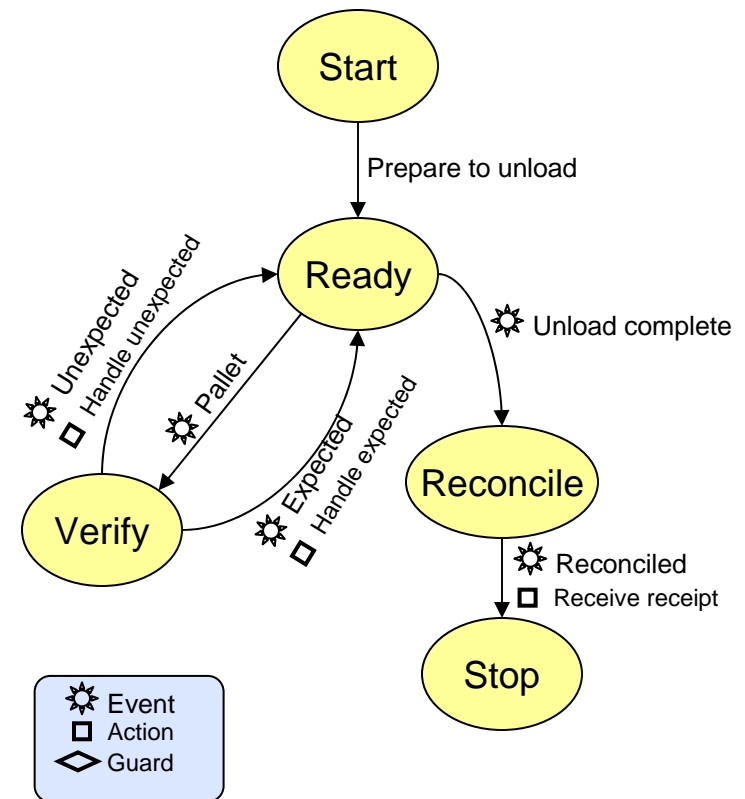 Start
Prepare to unload
Ready
Unexpected
Handle unexpected
Pallet
Expected
Handle expected
Unload complete
Verify
Reconcile
Reconciled
Receive receipt
Stop
Event
Action
Guard